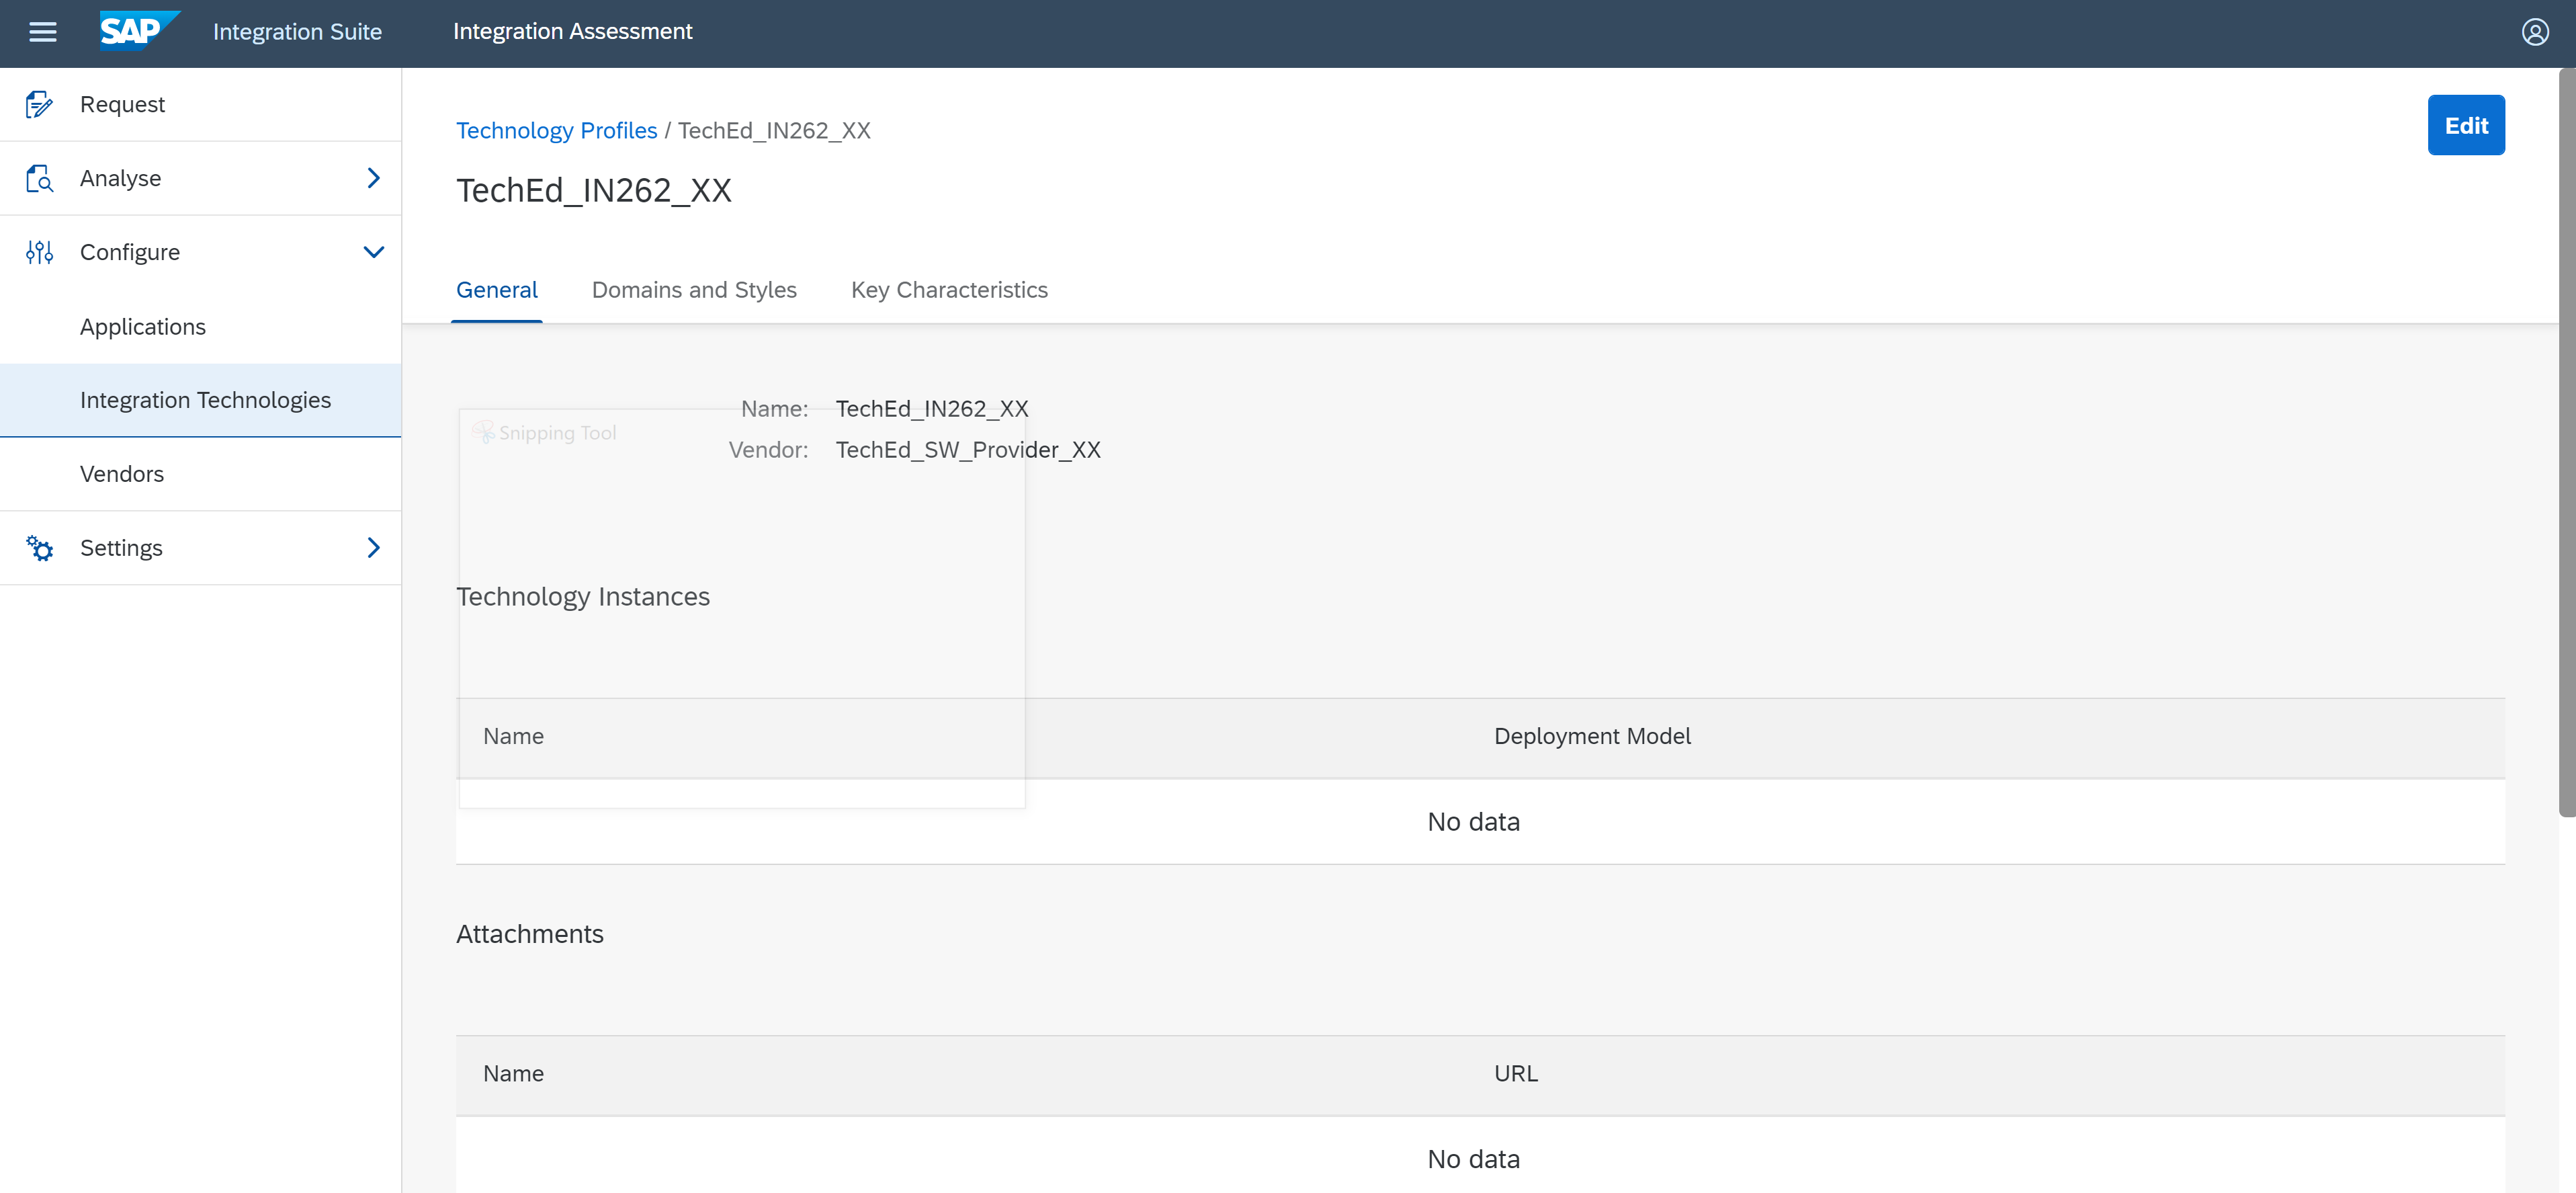 SAP Integration Suite Integration Assessment
Request
Analyse
Configure
Applications
Integration Technologies
Vendors
Settings
Technology Profiles / TechEd_IN262_XX
Edit
TechEd_IN262_XX
General Domains and Styles Key Characteristics
Name: TechEd_IN262_XX
Snipping Tool
Vendor: TechEd_SW_Provider_XX
Technology Instances
Name Deployment Model
No data
Attachments
Name URL
No data